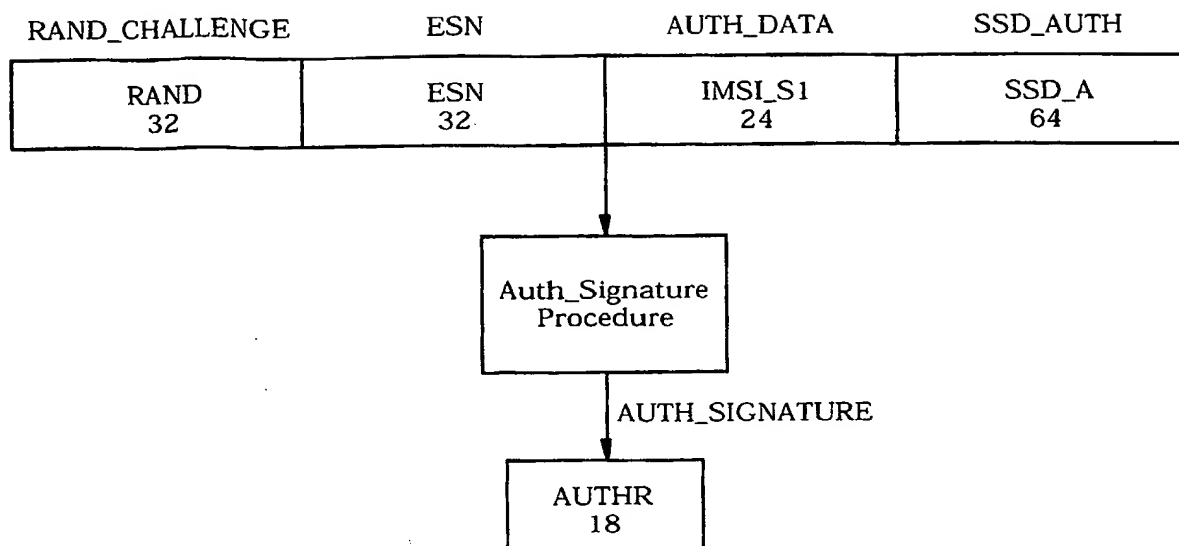 RAND_CHALLENGE ESN AUTH_DATA SSD_AUTH
RAND ESN IMSI_S1 SSD_A
32 32 24 64
Auth_Signature
Procedure
AUTH_SIGNATURE
AUTHR
18